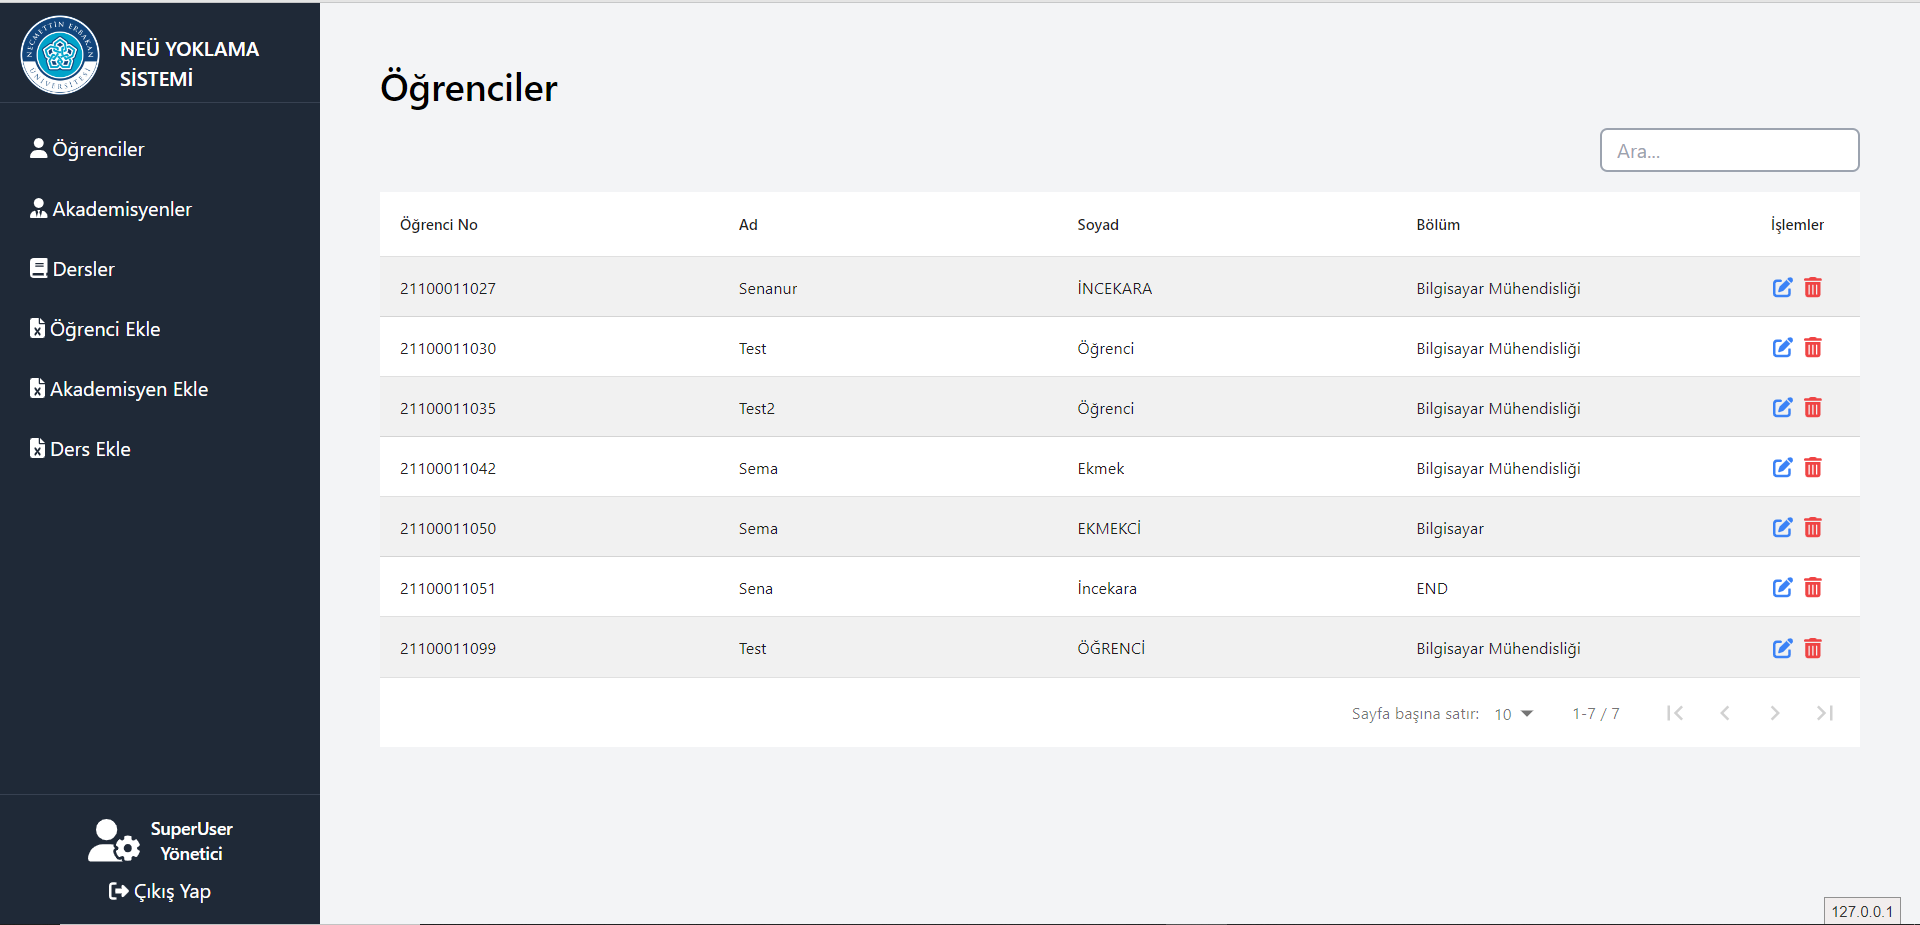 NECMETTİN ERBAKAN
ÜNİVERSİTESİ
NEÜ YOKLAMA
SİSTEMİ
Öğrenciler
Akademisyenler
Dersler
Öğrenci Ekle
Akademisyen Ekle
Ders Ekle
SuperUser
Yönetici
Çıkış Yap
Öğrenciler
Ara...
Öğrenci No Ad Soyad Bölüm İşlemler
21100011027 Senanur İNCEKARA Bilgisayar Mühendisliği
21100011030 Test Öğrenci Bilgisayar Mühendisliği
21100011035 Test2 Öğrenci Bilgisayar Mühendisliği
21100011042 Sema Ekmek Bilgisayar Mühendisliği
21100011050 Sema EKMEKCİ Bilgisayar
21100011051 Sena İncekara END
21100011099 Test ÖĞRENCİ Bilgisayar Mühendisliği
Sayfa başına satır: 10 1-7 / 7
127.0.0.1